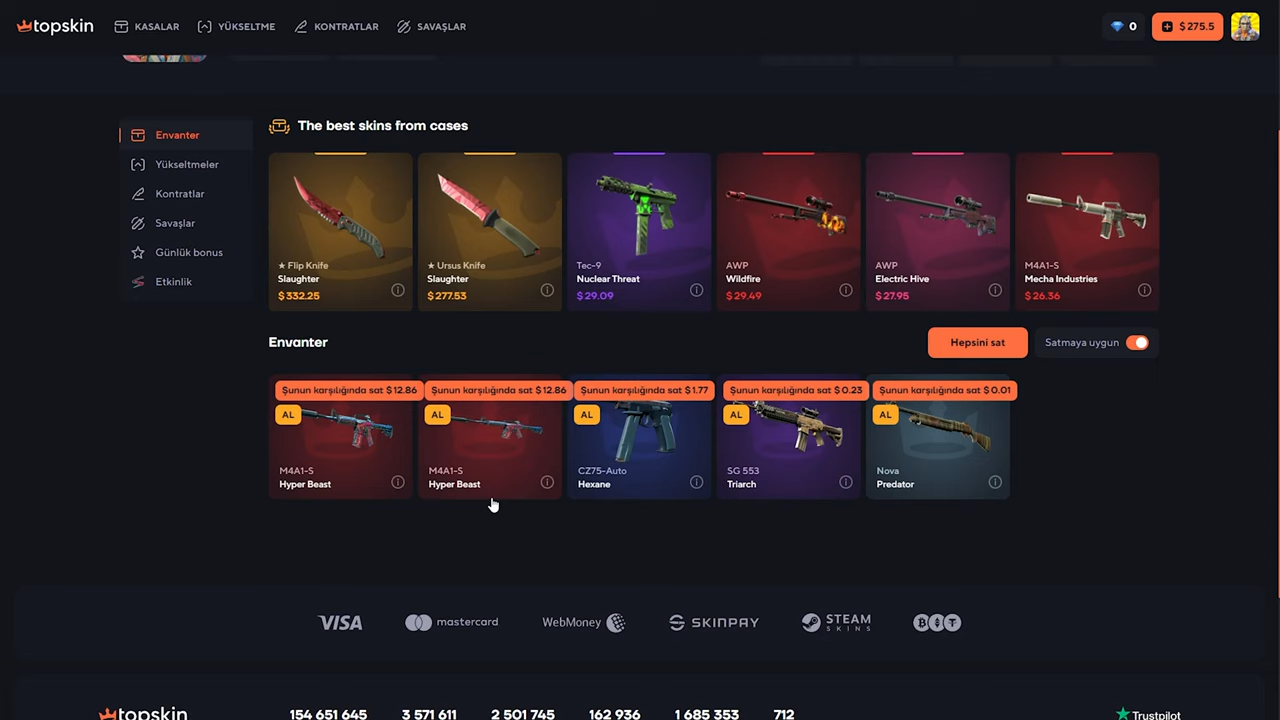 topskin
KASALAR
YÜKSELTME
KONTRATLAR
SAVAŞLAR
0
$ 275.5
Envanter
Yükseltmeler
Kontratlar
Savaşlar
Günlük bonus
Etkinlik
The best skins from cases
★ Flip Knife
Slaughter
$ 332.25
★ Ursus Knife
Slaughter
$ 277.53
Tec-9
Nuclear Threat
$ 29.09
AWP
Wildfire
$ 29.49
AWP
Electric Hive
$ 27.95
M4A1-S
Mecha Industries
$ 26.36
Envanter
Hepsini sat
Satmaya uygun
Şunun karşılığında sat $ 12.86
AL
M4A1-S
Hyper Beast
Şunun karşılığında sat $ 12.86
AL
M4A1-S
Hyper Beast
Şunun karşılığında sat $ 1.77
AL
CZ75-Auto
Hexane
Şunun karşılığında sat $ 0.23
AL
SG 553
Triarch
Şunun karşılığında sat $ 0.01
AL
Nova
Predator
VISA
mastercard
WebMoney
SKINPAY
STEAM
SKINS
topskin
154 651 645
3 571 611
2 501 745
162 936
1 685 353
712
Trustpilot